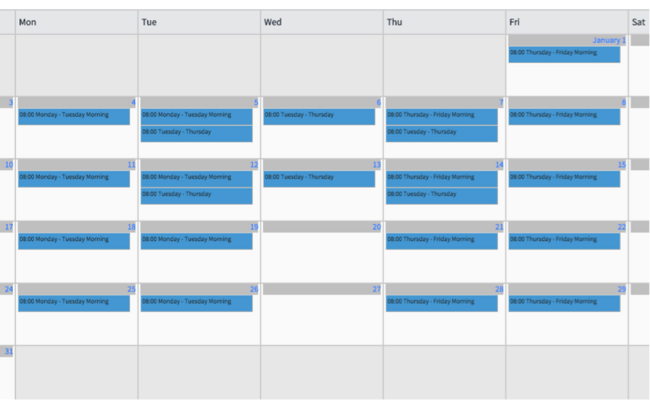 Mon Tue Wed Thu Fri Sat
January 1
08:00 Thursday - Friday Morning
3 4 5 6 7 8
08:00 Monday - Tuesday Morning 08:00 Monday - Tuesday Morning 08:00 Tuesday - Thursday 08:00 Thursday - Friday Morning 08:00 Thursday - Friday Morning
08:00 Tuesday - Thursday 08:00 Tuesday - Thursday
10 11 12 13 14 15
08:00 Monday - Tuesday Morning 08:00 Monday - Tuesday Morning 08:00 Tuesday - Thursday 08:00 Thursday - Friday Morning 08:00 Thursday - Friday Morning
08:00 Tuesday - Thursday 08:00 Tuesday - Thursday
17 18 19 20 21 22
08:00 Monday - Tuesday Morning 08:00 Monday - Tuesday Morning 08:00 Thursday - Friday Morning 08:00 Thursday - Friday Morning
24 25 26 27 28 29
08:00 Monday - Tuesday Morning 08:00 Monday - Tuesday Morning 08:00 Thursday - Friday Morning 08:00 Thursday - Friday Morning
31